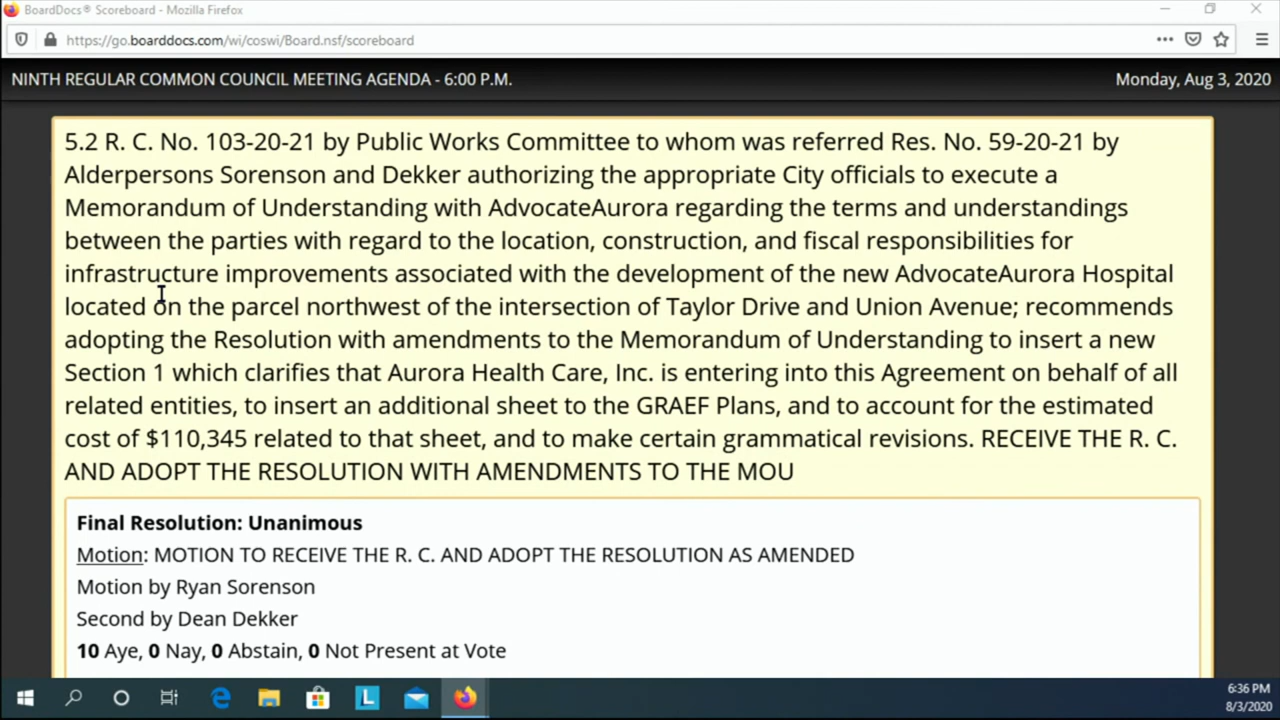 BoardDocs® Scoreboard - Mozilla Firefox
https://go.boarddocs.com/wi/coswi/Board.nsf/scoreboard
NINTH REGULAR COMMON COUNCIL MEETING AGENDA - 6:00 P.M. Monday, Aug 3, 2020
5.2 R. C. No. 103-20-21 by Public Works Committee to whom was referred Res. No. 59-20-21 by
Alderpersons Sorenson and Dekker authorizing the appropriate City officials to execute a
Memorandum of Understanding with AdvocateAurora regarding the terms and understandings
between the parties with regard to the location, construction, and fiscal responsibilities for
infrastructure improvements associated with the development of the new AdvocateAurora Hospital
located on the parcel northwest of the intersection of Taylor Drive and Union Avenue; recommends
adopting the Resolution with amendments to the Memorandum of Understanding to insert a new
Section 1 which clarifies that Aurora Health Care, Inc. is entering into this Agreement on behalf of all
related entities, to insert an additional sheet to the GRAEF Plans, and to account for the estimated
cost of $110,345 related to that sheet, and to make certain grammatical revisions. RECEIVE THE R. C.
AND ADOPT THE RESOLUTION WITH AMENDMENTS TO THE MOU
Final Resolution: Unanimous
Motion: MOTION TO RECEIVE THE R. C. AND ADOPT THE RESOLUTION AS AMENDED
Motion by Ryan Sorenson
Second by Dean Dekker
10 Aye, 0 Nay, 0 Abstain, 0 Not Present at Vote
L
6:36 PM
8/3/2020